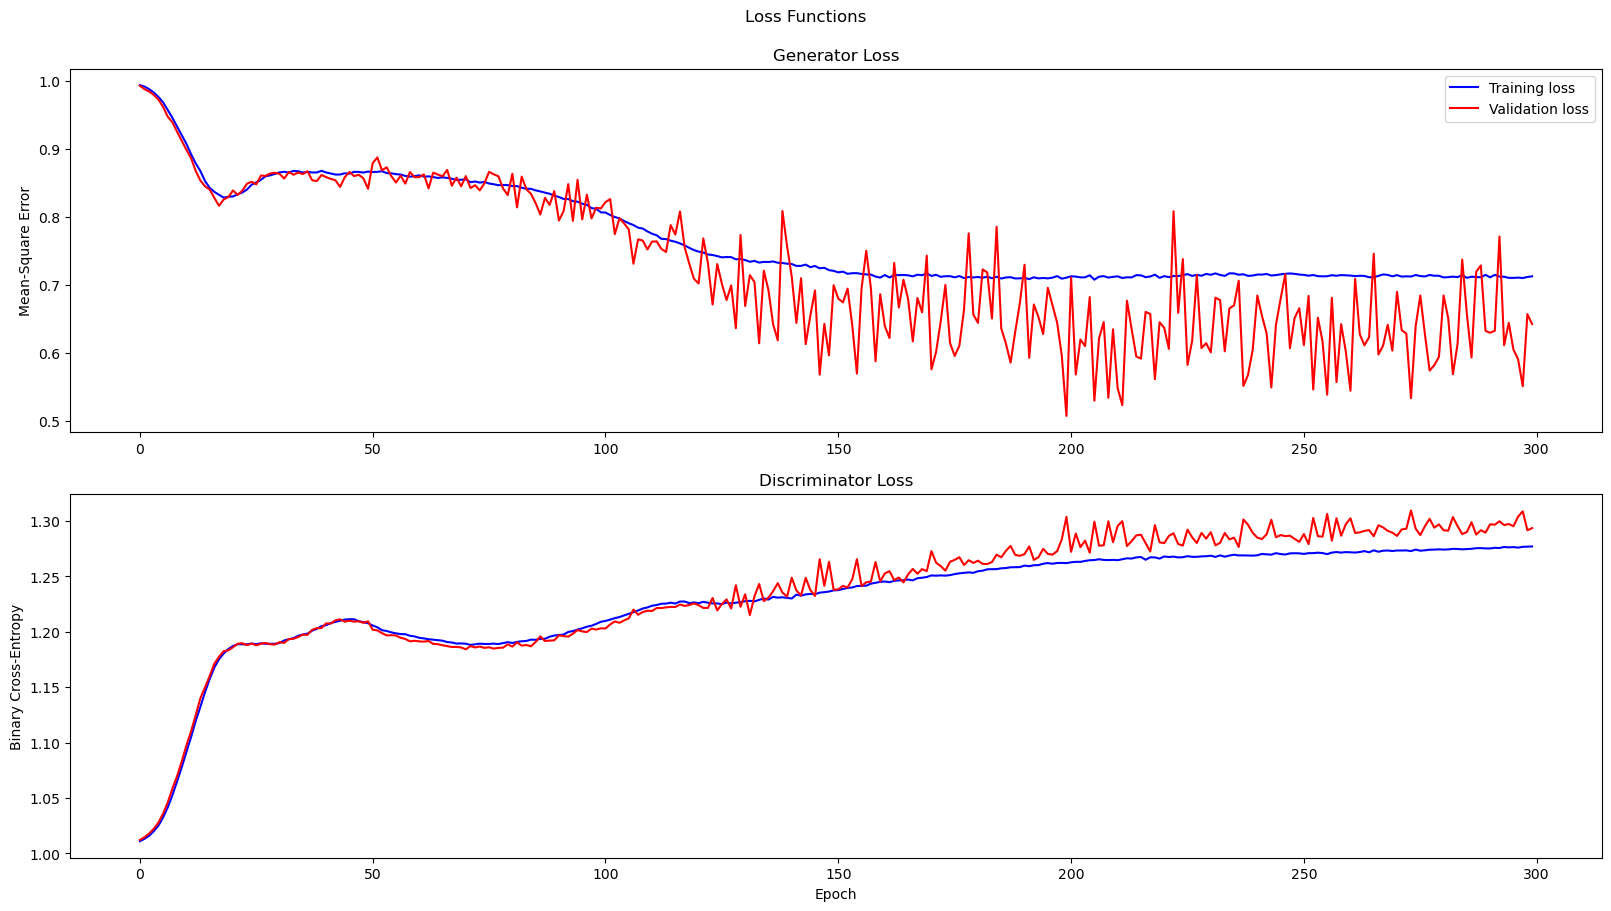 Loss Functions
Generator Loss
Mean-Square Error
1.0
0.9
0.8
0.7
0.6
0.5
Training loss
Validation loss
0 50 100 150 200 250 300
Discriminator Loss
Binary Cross-Entropy
1.30
1.25
1.20
1.15
1.10
1.05
1.00
0 50 100 150 200 250 300
Epoch